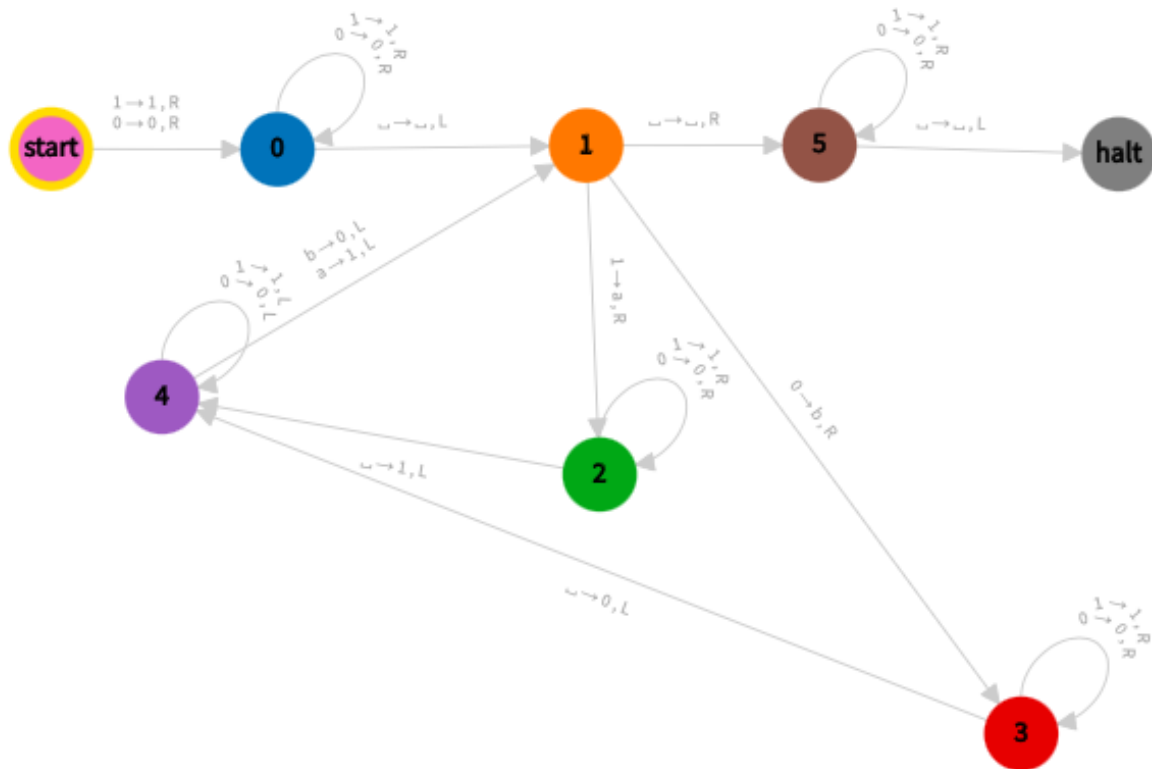 1→1,R
0→0,R
1→1,R
0→0,R
1→1,R
0→0,R
start
0
␣→␣,L
1
␣→␣,R
5
␣→␣,L
halt
b→0,L
a→1,L
1→1,L
0→0,L
1→a,R
4
1→1,R
0→0,R
0→b,R
␣→1,L
2
␣→0,L
1→1,R
0→0,R
3